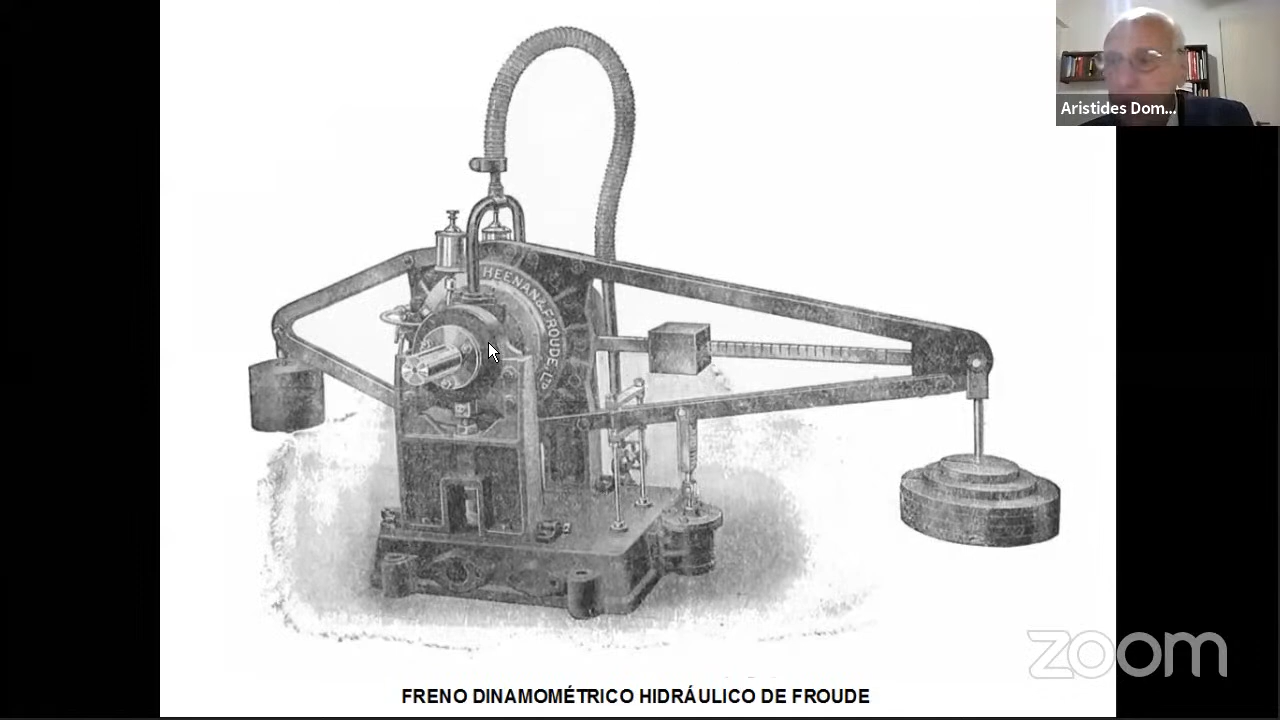 Aristides Dom...
HEENAN & FROUDE LTD
zoom
FRENO DINAMOMÉTRICO HIDRÁULICO DE FROUDE